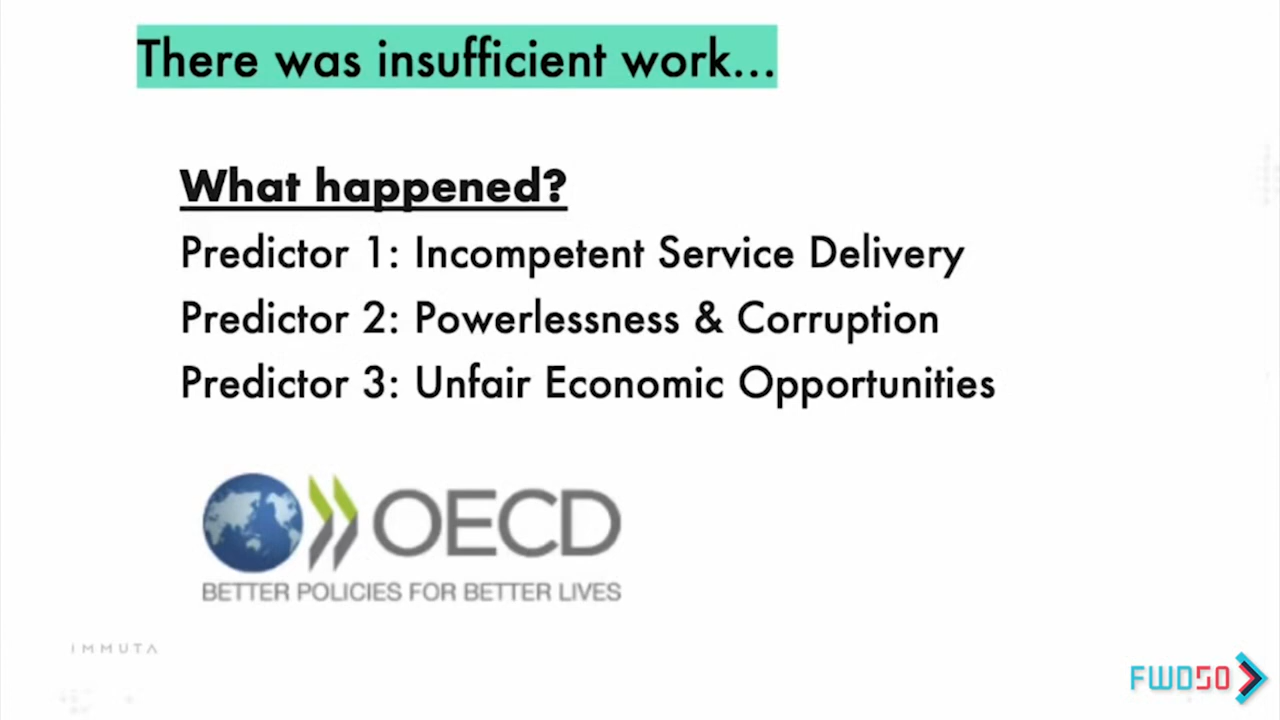 There was insufficient work...
What happened?
Predictor 1: Incompetent Service Delivery
Predictor 2: Powerlessness & Corruption
Predictor 3: Unfair Economic Opportunities
OECD
BETTER POLICIES FOR BETTER LIVES
IMMUTA
FWD50